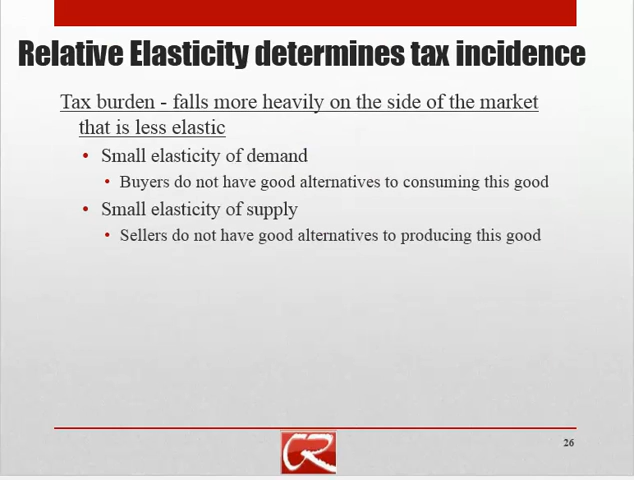 Relative Elasticity determines tax incidence
Tax burden - falls more heavily on the side of the market
that is less elastic
• Small elasticity of demand
• Buyers do not have good alternatives to consuming this good
• Small elasticity of supply
• Sellers do not have good alternatives to producing this good
26
CR